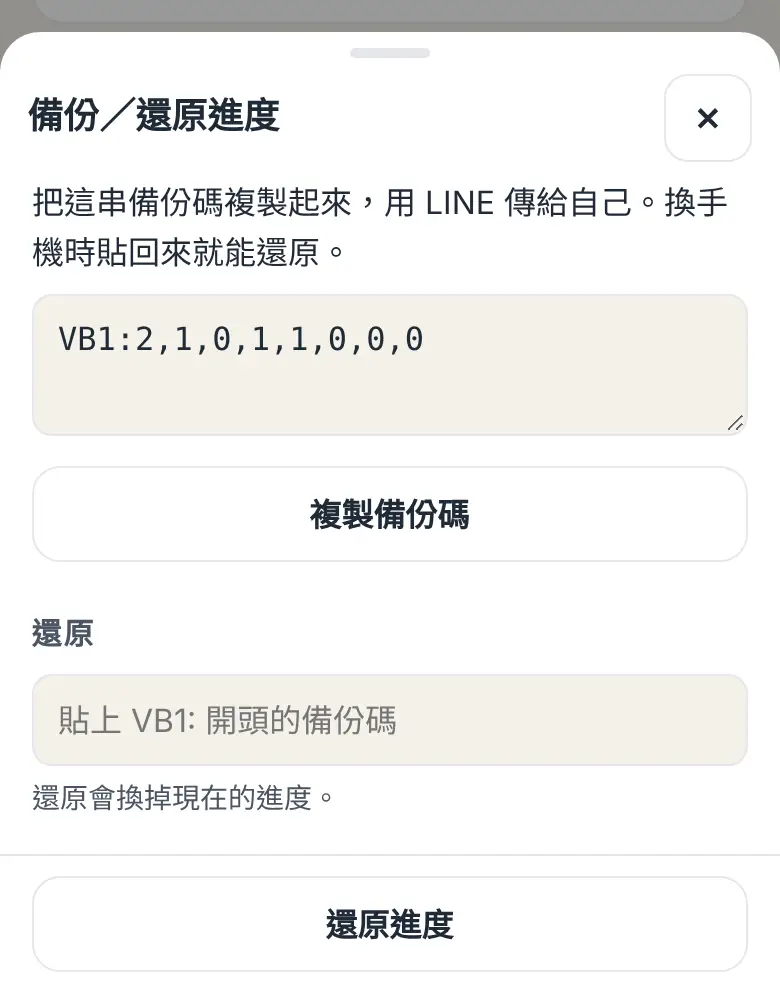 備份／還原進度
×
把這串備份碼複製起來，用 LINE 傳給自己。換手
機時貼回來就能還原。
VB1:2,1,0,1,1,0,0,0
複製備份碼
還原
貼上 VB1: 開頭的備份碼
還原會換掉現在的進度。
還原進度